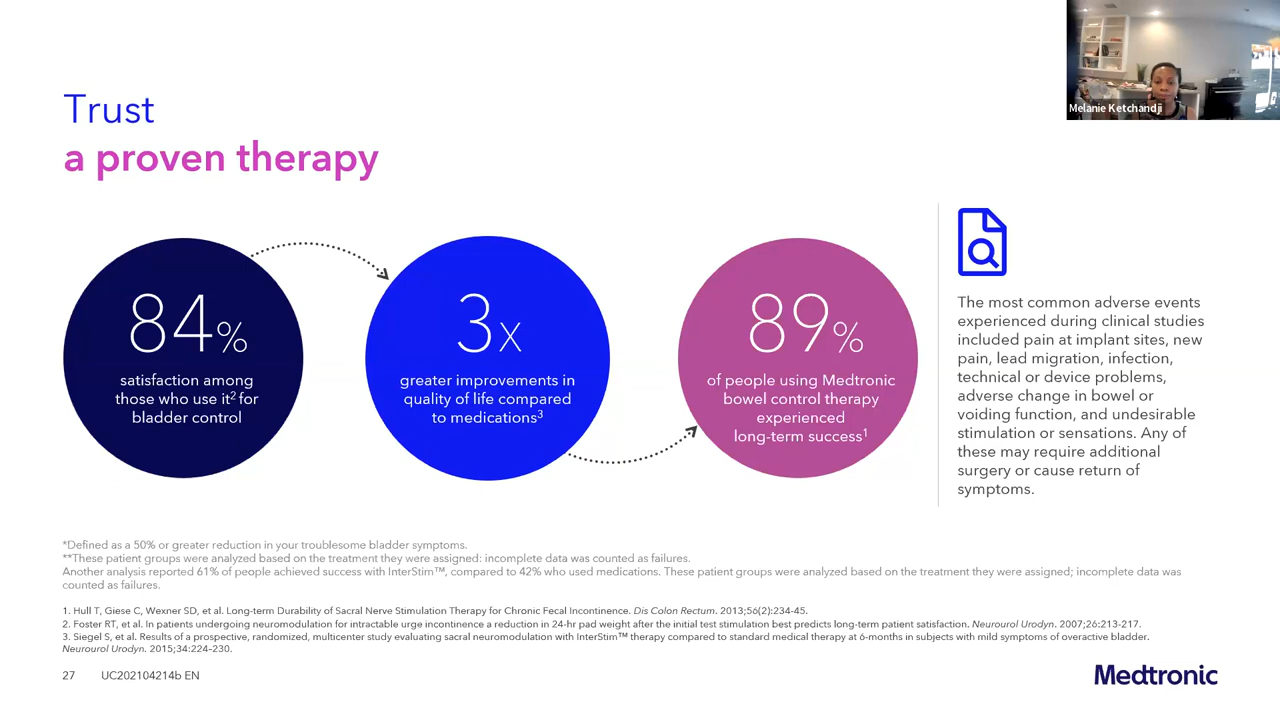 Melanie Ketchandji
Trust
a proven therapy
84%
satisfaction among
those who use it2 for
bladder control
3X
greater improvements in
quality of life compared
to medications3
89%
of people using Medtronic
bowel control therapy
experienced
long-term success1
The most common adverse events
experienced during clinical studies
included pain at implant sites, new
pain, lead migration, infection,
technical or device problems,
adverse change in bowel or
voiding function, and undesirable
stimulation or sensations. Any of
these may require additional
surgery or cause return of
symptoms.
*Defined as a 50% or greater reduction in your troublesome bladder symptoms.
**These patient groups were analyzed based on the treatment they were assigned: incomplete data was counted as failures.
Another analysis reported 61% of people achieved success with InterStim™, compared to 42% who used medications. These patient groups were analyzed based on the treatment they were assigned; incomplete data was
counted as failures.
1. Hull T, Giese C, Wexner SD, et al. Long-term Durability of Sacral Nerve Stimulation Therapy for Chronic Fecal Incontinence. Dis Colon Rectum. 2013;56(2):234-45.
2. Foster RT, et al. In patients undergoing neuromodulation for intractable urge incontinence a reduction in 24-hr pad weight after the initial test stimulation best predicts long-term patient satisfaction. Neurourol Urodyn. 2007;26:213-217.
3. Siegel S, et al. Results of a prospective, randomized, multicenter study evaluating sacral neuromodulation with InterStim™ therapy compared to standard medical therapy at 6-months in subjects with mild symptoms of overactive bladder.
Neurourol Urodyn. 2015;34:224-230.
27 UC202104214b EN
Medtronic